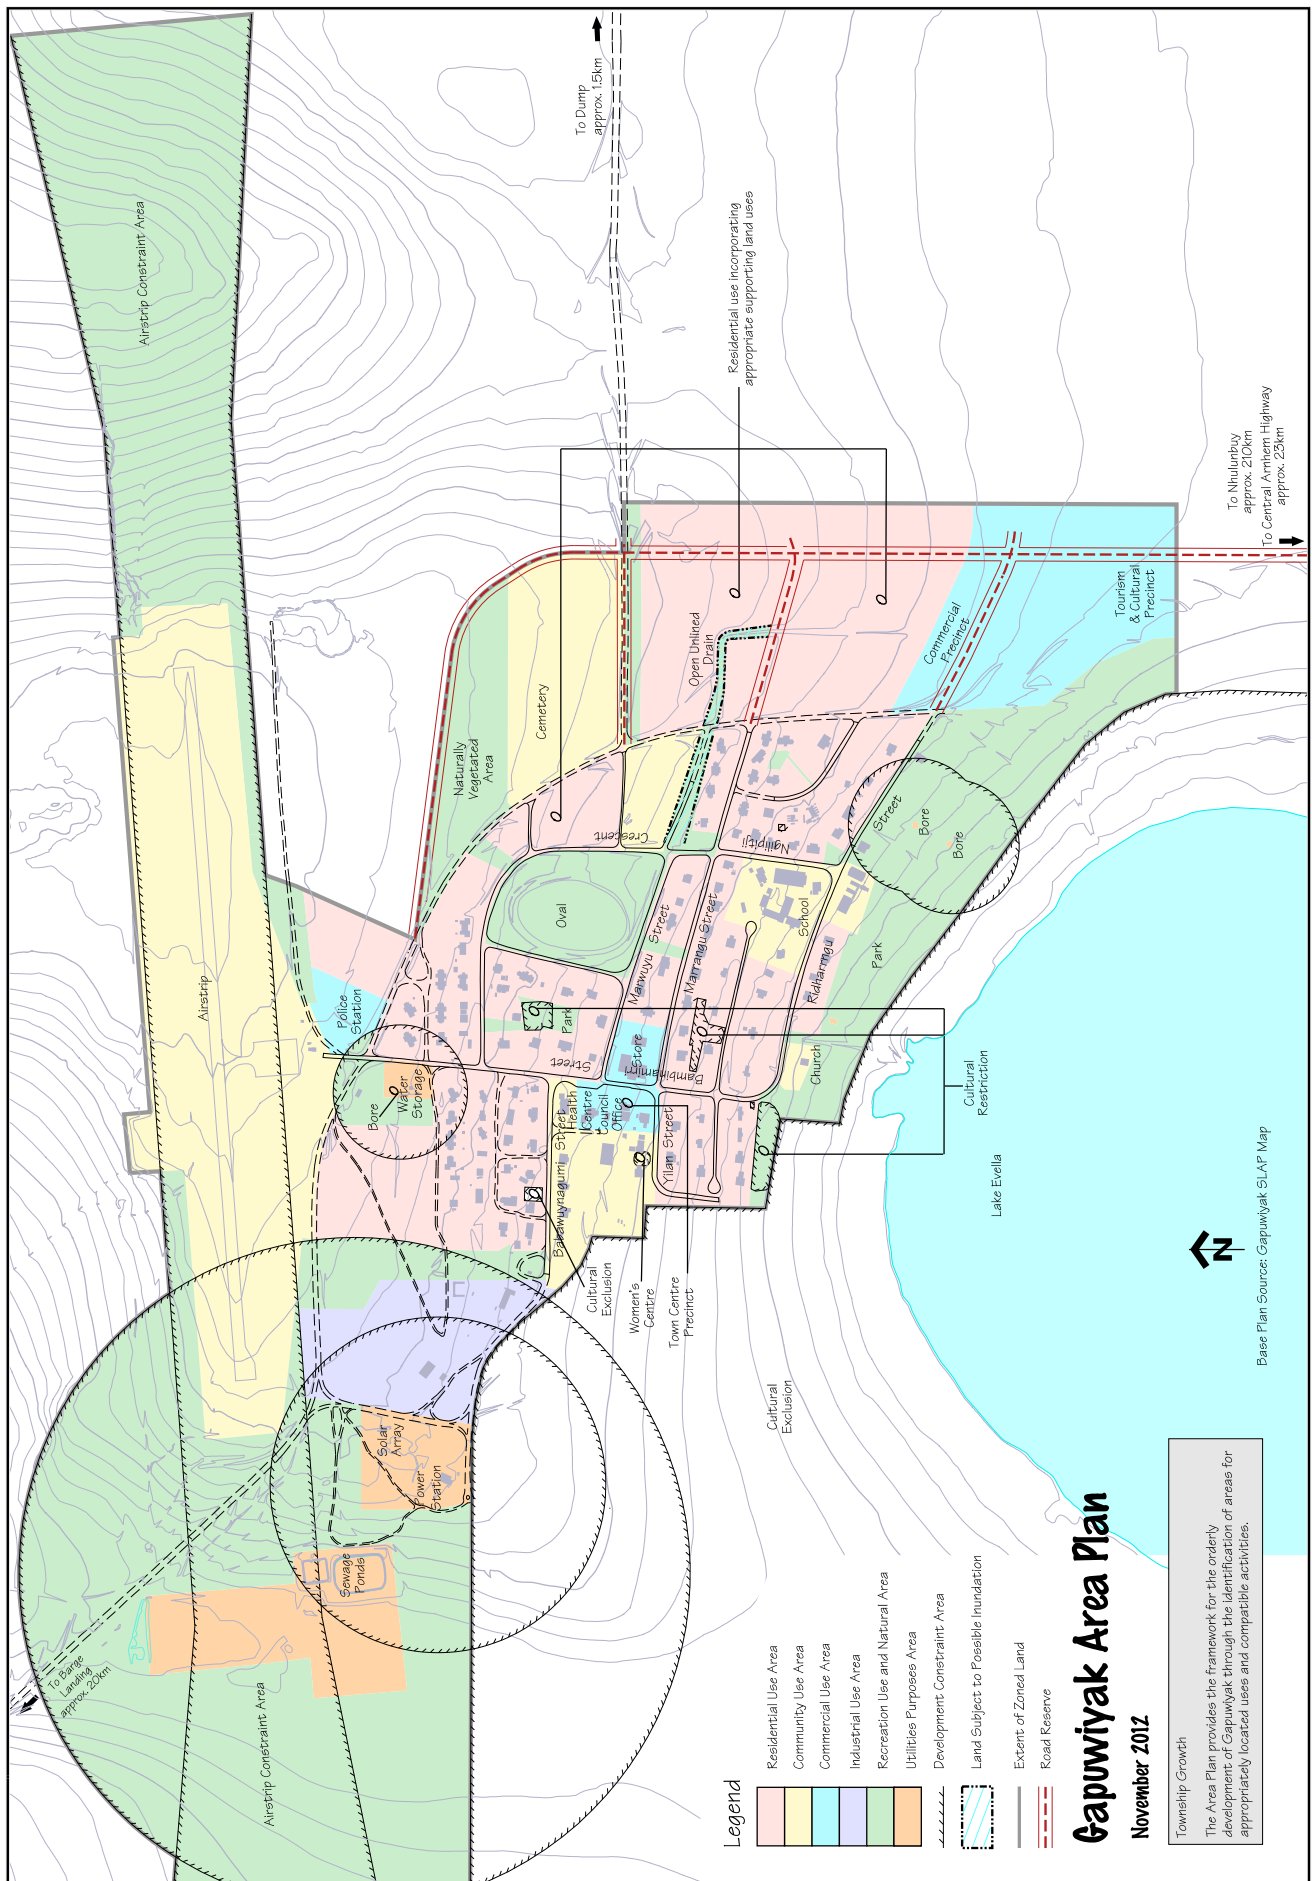 Gapuwiyak Area Plan
November 2012
Township Growth
The Area Plan provides the framework for the orderly
development of Gapuwiyak through the identification of areas for
appropriately located uses and compatible activities.
Legend
Residential Use Area
Community Use Area
Commercial Use Area
Industrial Use Area
Recreation Use and Natural Area
Utilities Purposes Area
Development Constraint Area
Land Subject to Possible Inundation
Extent of Zoned Land
Road Reserve
To Barge
Landing
approx. 20km
Airstrip Constraint Area
Sewage
Ponds
Power
Station
Solar
Array
Airstrip
Airstrip Constraint Area
Police
Station
Bore
Water
Storage
Naturally
Vegetated
Area
Cemetery
To Dump
approx. 1.5km
Residential use incorporating
appropriate supporting land uses
Open Unlined
Drain
Commercial
Precinct
Tourism
& Cultural
Precinct
To Nhulunbuy
approx. 210km
To Central Arnhem Highway
approx. 23km
Oval
Crescent
Park
Street
Store
Marwuyu
Street
Marrangu Street
Bambinamirri
Ngilipitji
School
Ridharrngu
Street
Bore
Bore
Park
Church
Babawuynagumi Street
Health
Centre
Council
Office
Yilan Street
Cultural
Exclusion
Women's
Centre
Town Centre
Precinct
Cultural
Exclusion
Cultural
Restriction
Lake Evella
N
Base Plan Source: Gapuwiyak SLAP Map